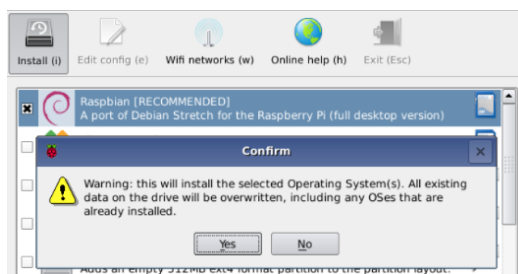 Install (i)
Edit config (e)
Wifi networks (w)
Online help (h)
Exit (Esc)
Raspbian [RECOMMENDED]
A port of Debian Stretch for the Raspberry Pi (full desktop version)
Confirm
Warning: this will install the selected Operating System(s). All existing
data on the drive will be overwritten, including any OSes that are
already installed.
Yes
No
Adds an empty 512MB ext4 format partition to the partition layout.